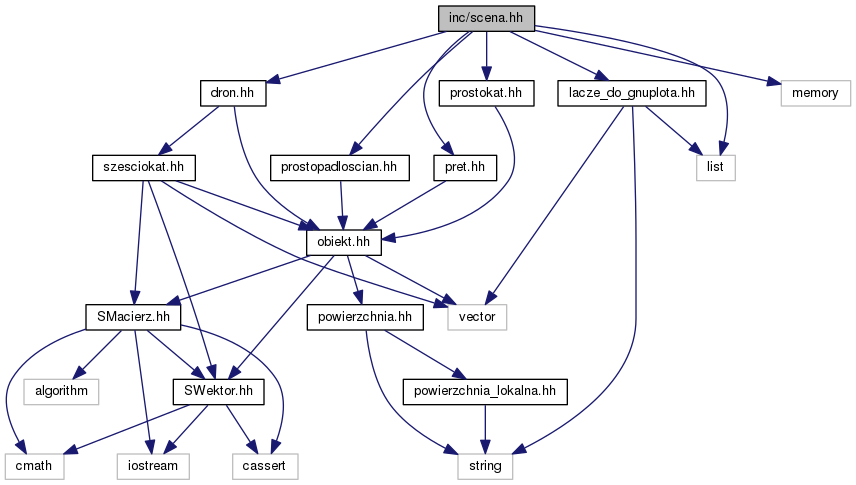 inc/scena.hh
dron.hh
prostokat.hh
lacze_do_gnuplota.hh
memory
szesciokat.hh
prostopadloscian.hh
pret.hh
list
obiekt.hh
SMacierz.hh
powierzchnia.hh
vector
algorithm
SWektor.hh
powierzchnia_lokalna.hh
cmath
iostream
cassert
string